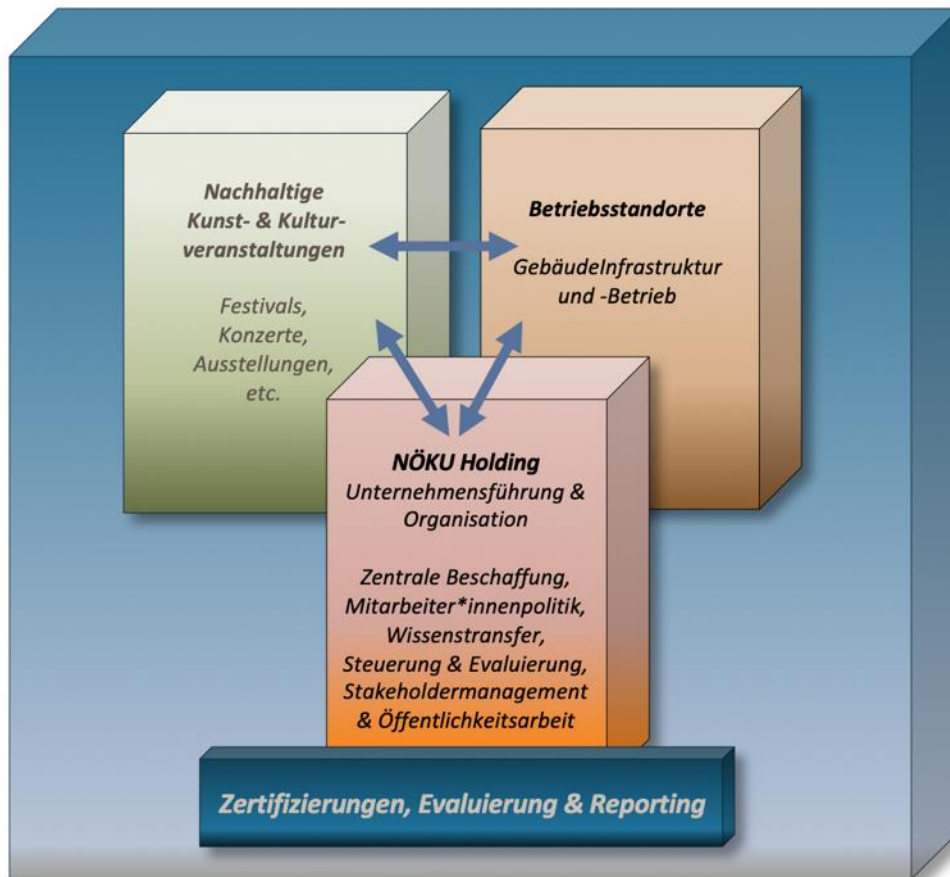 Nachhaltige
Kunst- & Kultur-
veranstaltungen
Festivals,
Konzerte,
Ausstellungen,
etc.
Betriebsstandorte
GebäudeInfrastruktur
und -Betrieb
NÖKU Holding
Unternehmensführung &
Organisation
Zentrale Beschaffung,
Mitarbeiter*innenpolitik,
Wissenstransfer,
Steuerung & Evaluierung,
Stakeholdermanagement
& Öffentlichkeitsarbeit
Zertifizierungen, Evaluierung & Reporting